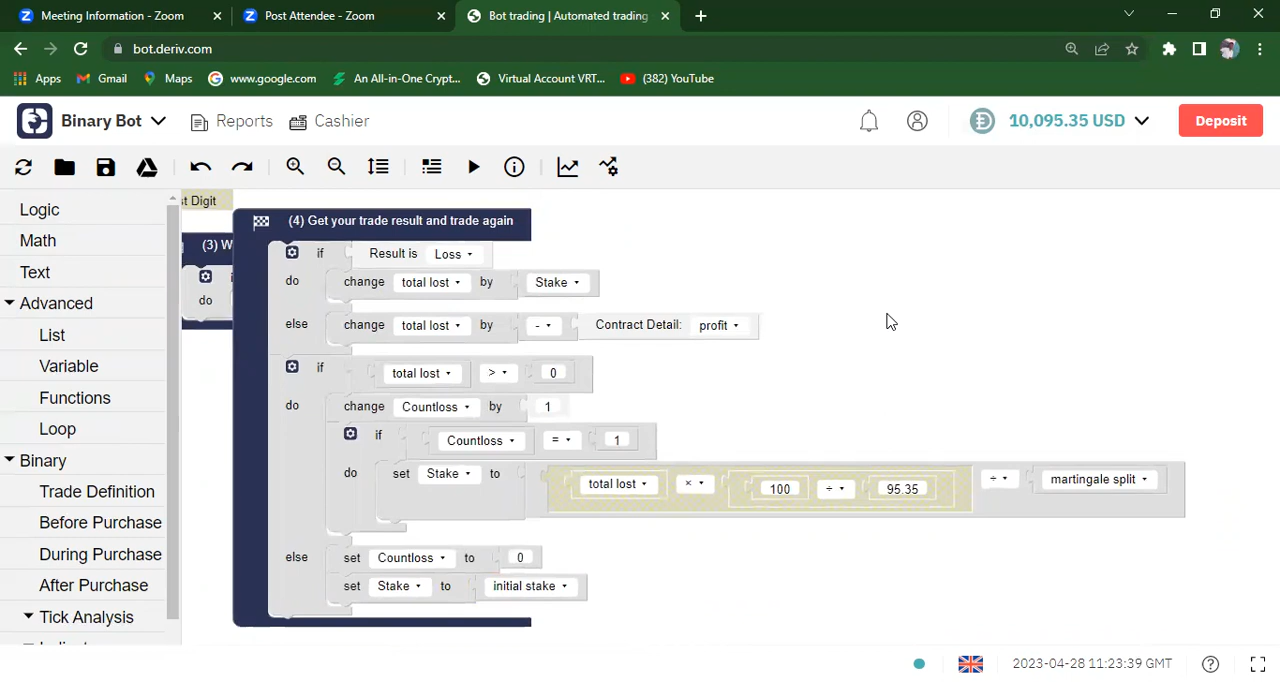 Meeting Information - Zoom
Post Attendee - Zoom
Bot trading | Automated trading
bot.deriv.com
Apps
Gmail
Maps
www.google.com
An All-in-One Crypt...
Virtual Account VRT...
(382) YouTube
Binary Bot
Reports
Cashier
10,095.35 USD
Deposit
Logic
Math
Text
Advanced
List
Variable
Functions
Loop
Binary
Trade Definition
Before Purchase
During Purchase
After Purchase
Tick Analysis
st Digit
(3) W
do
(4) Get your trade result and trade again
if Result is Loss
do change total lost by Stake
else change total lost by - Contract Detail: profit
if total lost > 0
do change Countloss by 1
if Countloss = 1
do set Stake to total lost × 100 ÷ 95.35 ÷ martingale split
else set Countloss to 0
set Stake to initial stake
2023-04-28 11:23:39 GMT